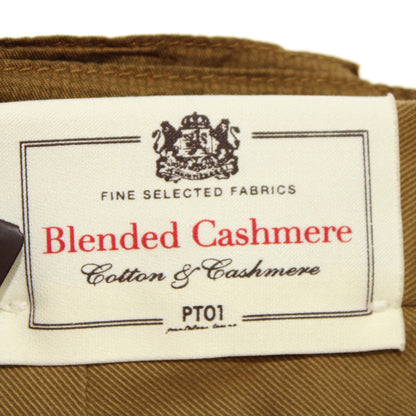 FINE SELECTED FABRICS
Blended Cashmere
Cotton & Cashmere
PT01